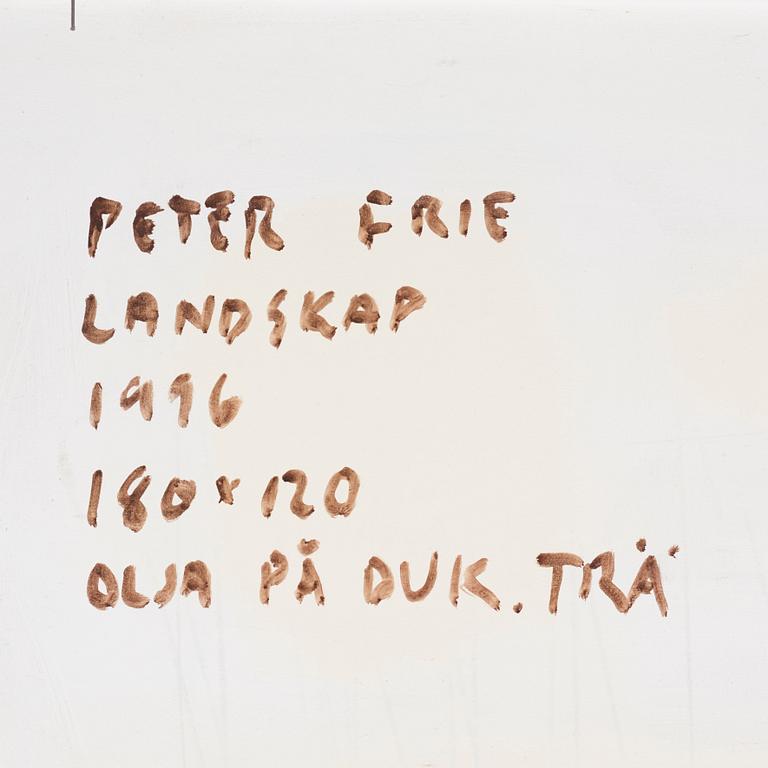 PETER FRIE
LANDSKAP
1996
180x120
OLJA PÅ DUK. TRÄ